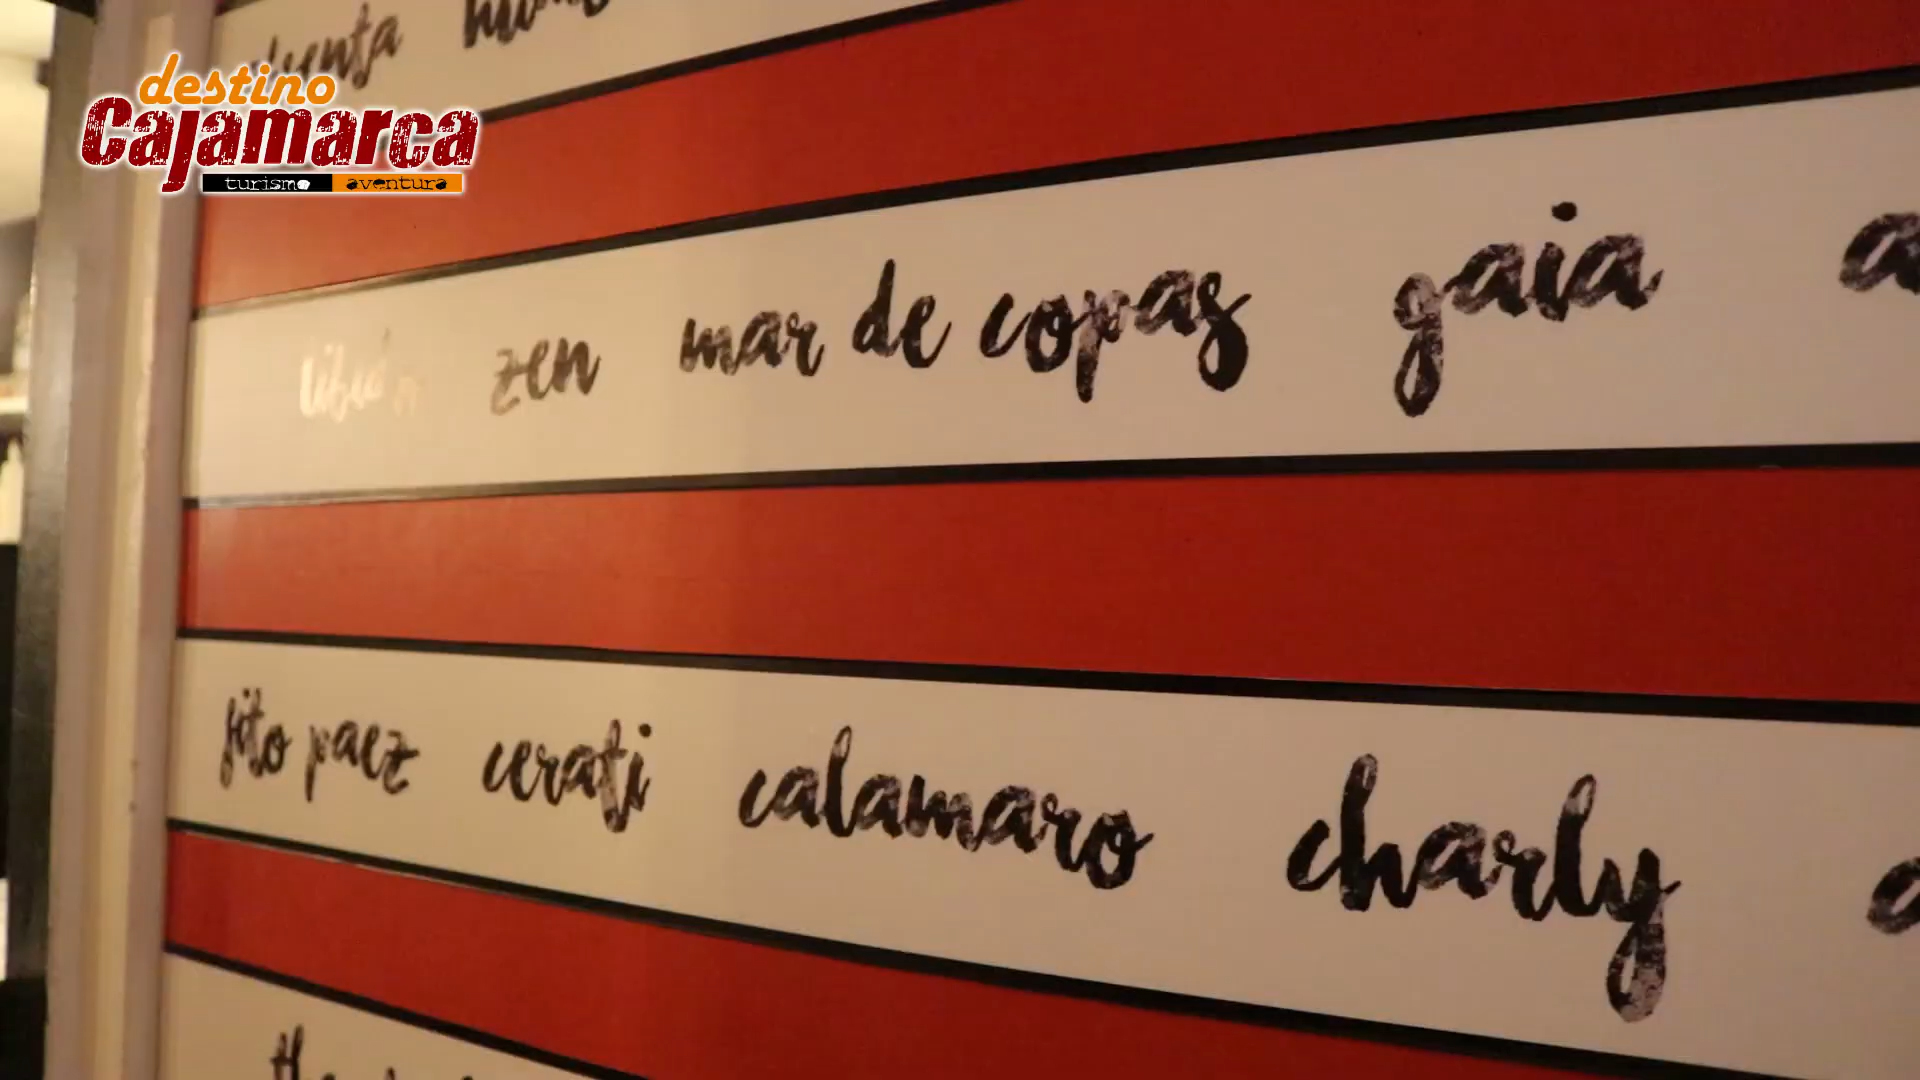 destino
Cajamarca
turismo aventura
zen mar de copas gaia
fito paez cerati calamaro charly